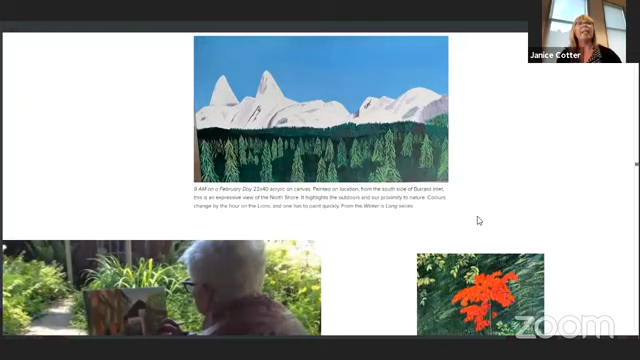 Janice Cotter
9 AM on a February Day 22x40 acrylic on canvas. Painted on location, from the south side of Burrard Inlet,
this is an expressive view of the North Shore. It highlights the outdoors and our proximity to nature. Colours
change by the hour on the Lions, and one has to paint quickly. From the Winter is Long series
zoom